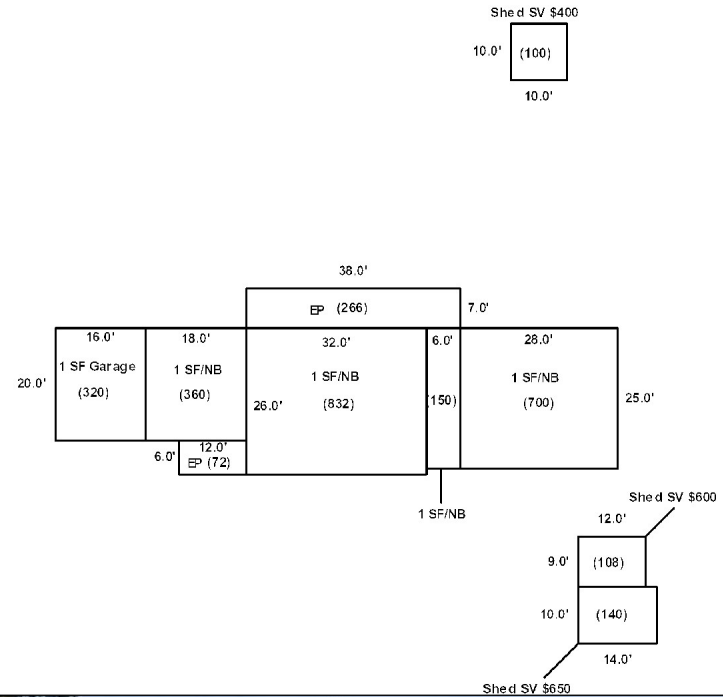 Shed SV $400
10.0'
(100)
10.0'
38.0'
EP (266)
7.0'
16.0'
18.0'
32.0'
6.0'
28.0'
1 SF Garage
1 SF/NB
1 SF/NB
1 SF/NB
20.0'
(320)
(360)
26.0'
(832)
(150)
(700)
25.0'
12.0'
6.0'
EP (72)
1 SF/NB
Shed SV $600
12.0'
9.0'
(108)
10.0'
(140)
14.0'
Shed SV $650